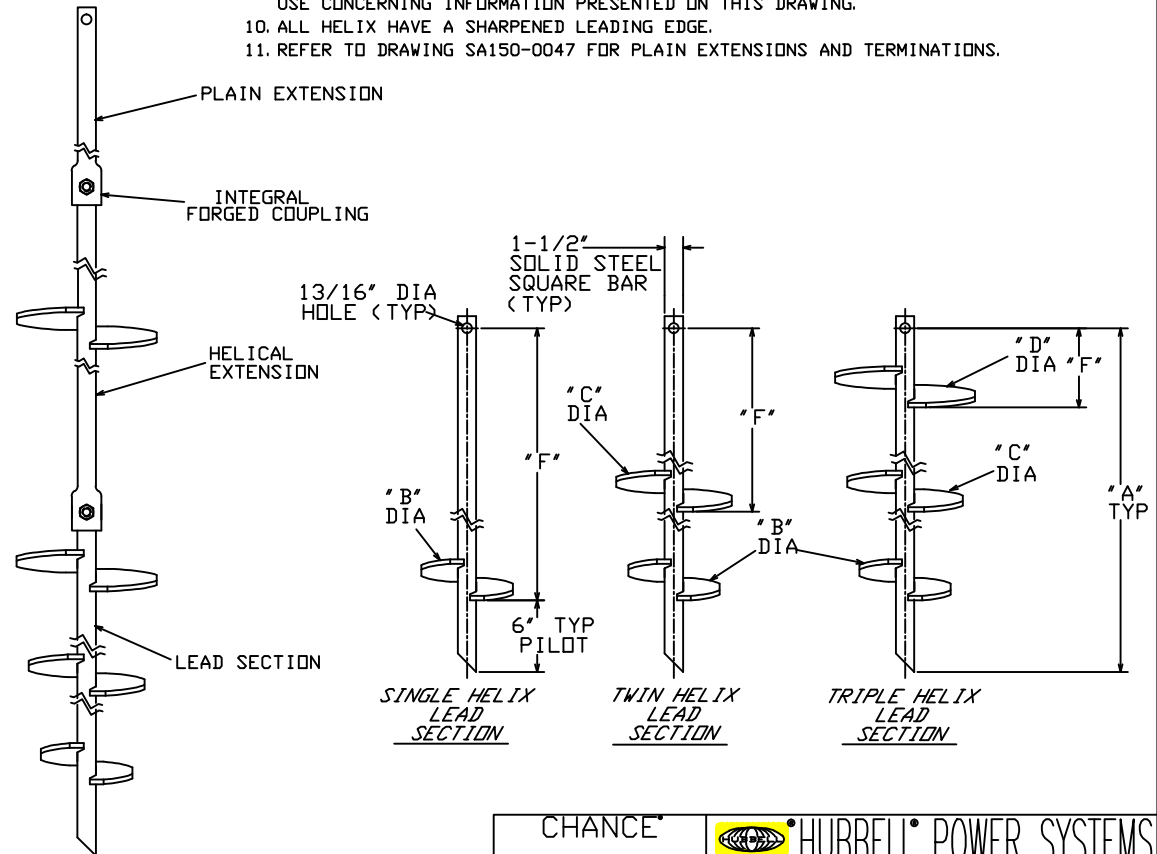 USE CONCERNING INFORMATION PRESENTED ON THIS DRAWING.
10. ALL HELIX HAVE A SHARPENED LEADING EDGE.
11. REFER TO DRAWING SA150-0047 FOR PLAIN EXTENSIONS AND TERMINATIONS.
PLAIN EXTENSION
INTEGRAL
FORGED COUPLING
HELICAL
EXTENSION
LEAD SECTION
13/16" DIA
HOLE (TYP)
1-1/2"
SOLID STEEL
SQUARE BAR
(TYP)
"B"
DIA
"F"
6" TYP
PILOT
SINGLE HELIX
LEAD
SECTION
"C"
DIA
"F"
"B"
DIA
TWIN HELIX
LEAD
SECTION
"D"
DIA
"F"
"C"
DIA
"A"
TYP
TRIPLE HELIX
LEAD
SECTION
CHANCE®
HUBBELL
® HUBBELL® POWER SYSTEMS